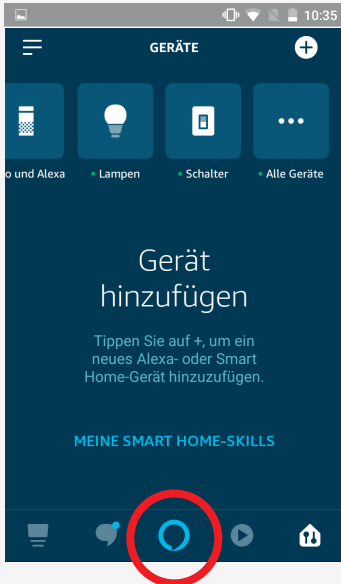 10:35
GERÄTE
o und Alexa
Lampen
Schalter
Alle Geräte
Gerät
hinzufügen
Tippen Sie auf +, um ein
neues Alexa- oder Smart
Home-Gerät hinzuzufügen.
MEINE SMART HOME-SKILLS